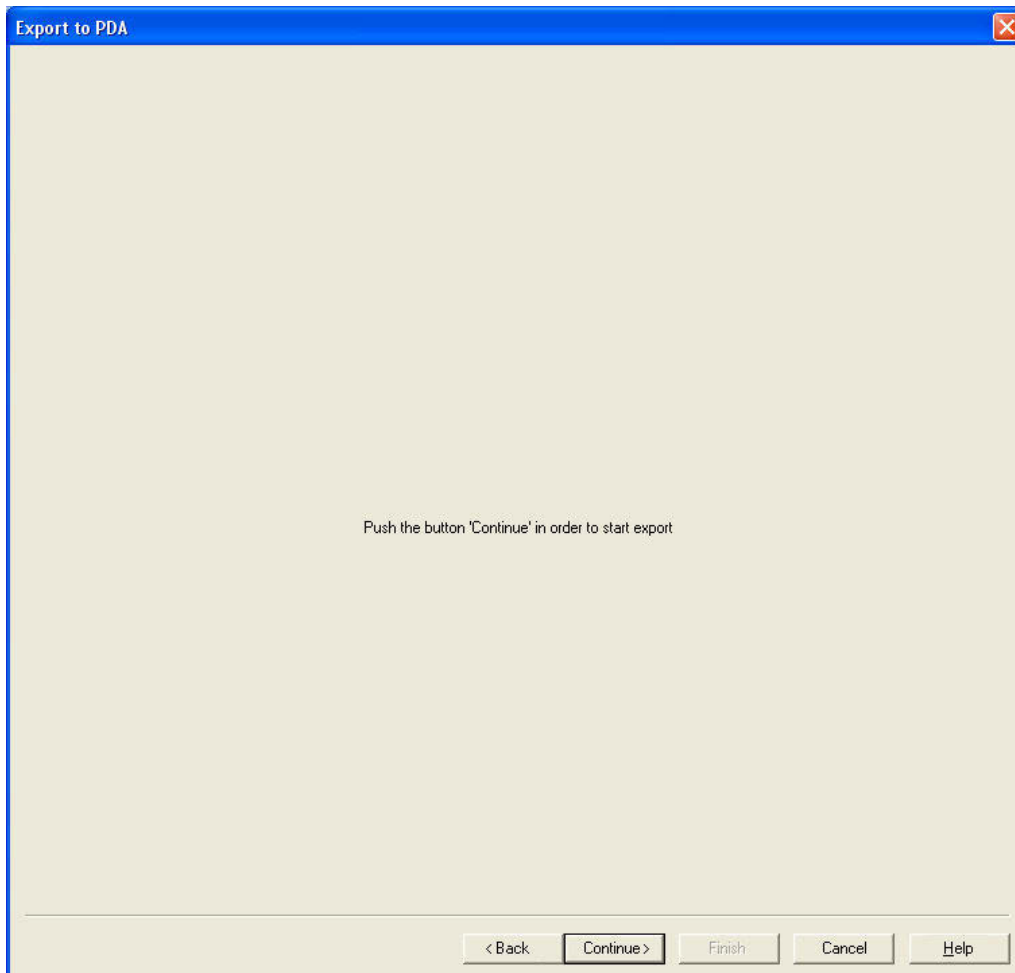 Export to PDA
Push the button 'Continue' in order to start export
< Back Continue > Finish Cancel Help